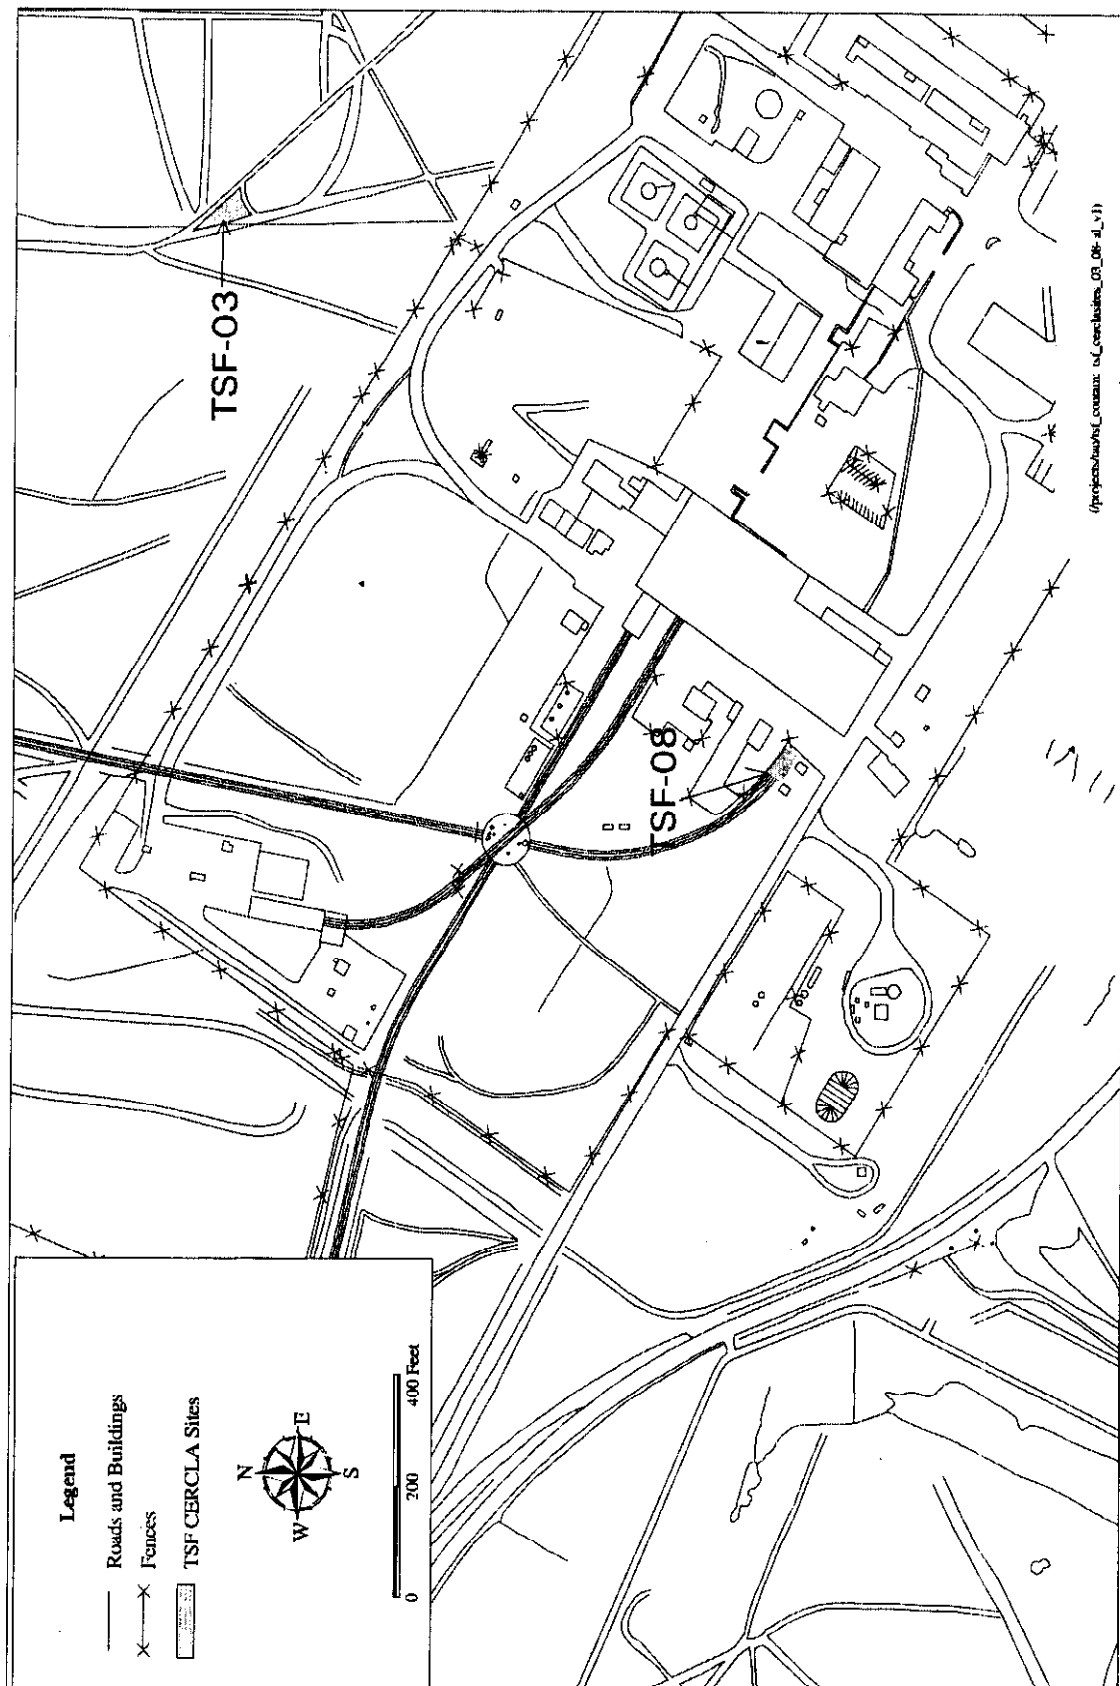 TSF-03
TSF-08
Legend
Roads and Buildings
Fences
TSF CERCLA Sites
N
W
E
S
0
200
400 Feet